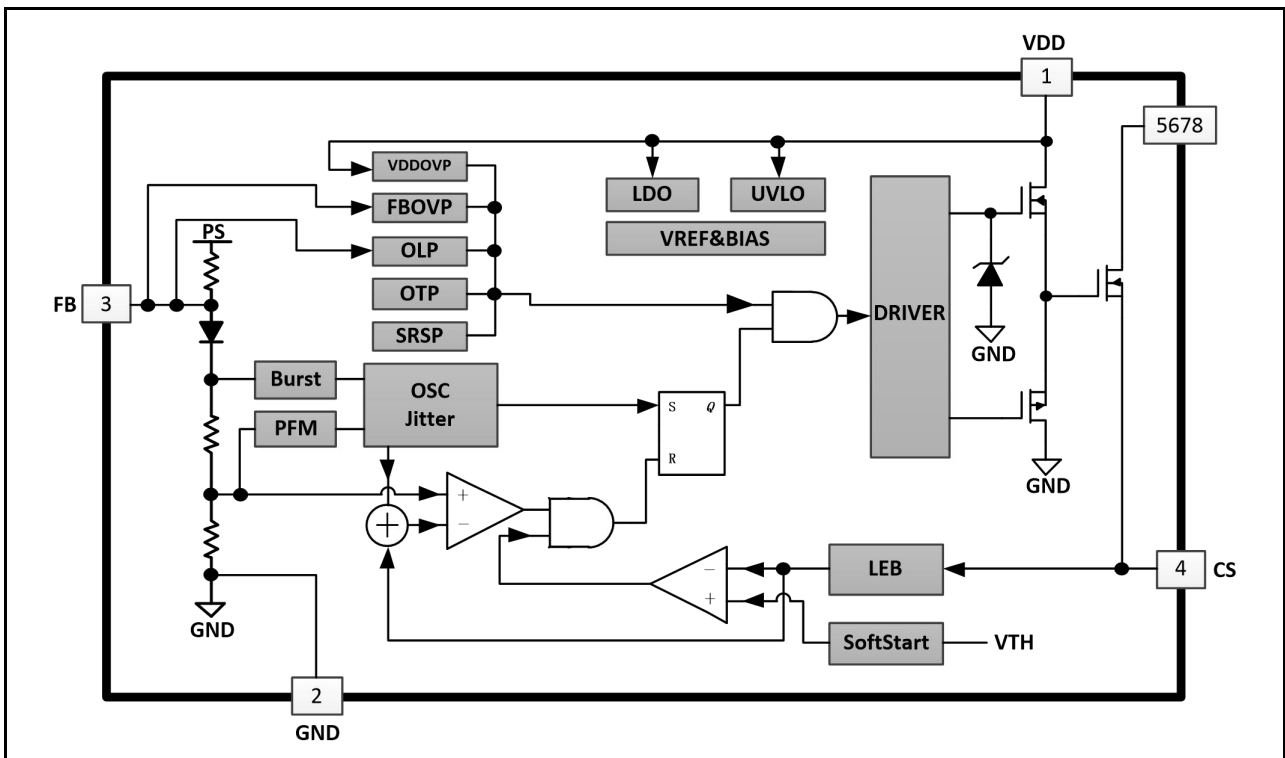 VDD
1
5678
VDDOVP
LDO
UVLO
FBOVP
PS
VREF&BIAS
OLP
FB
3
OTP
DRIVER
SRSP
GND
Burst
OSC
Jitter
S
Q
PFM
R
GND
+
−
+
LEB
−
4
CS
+
GND
SoftStart
VTH
2
GND